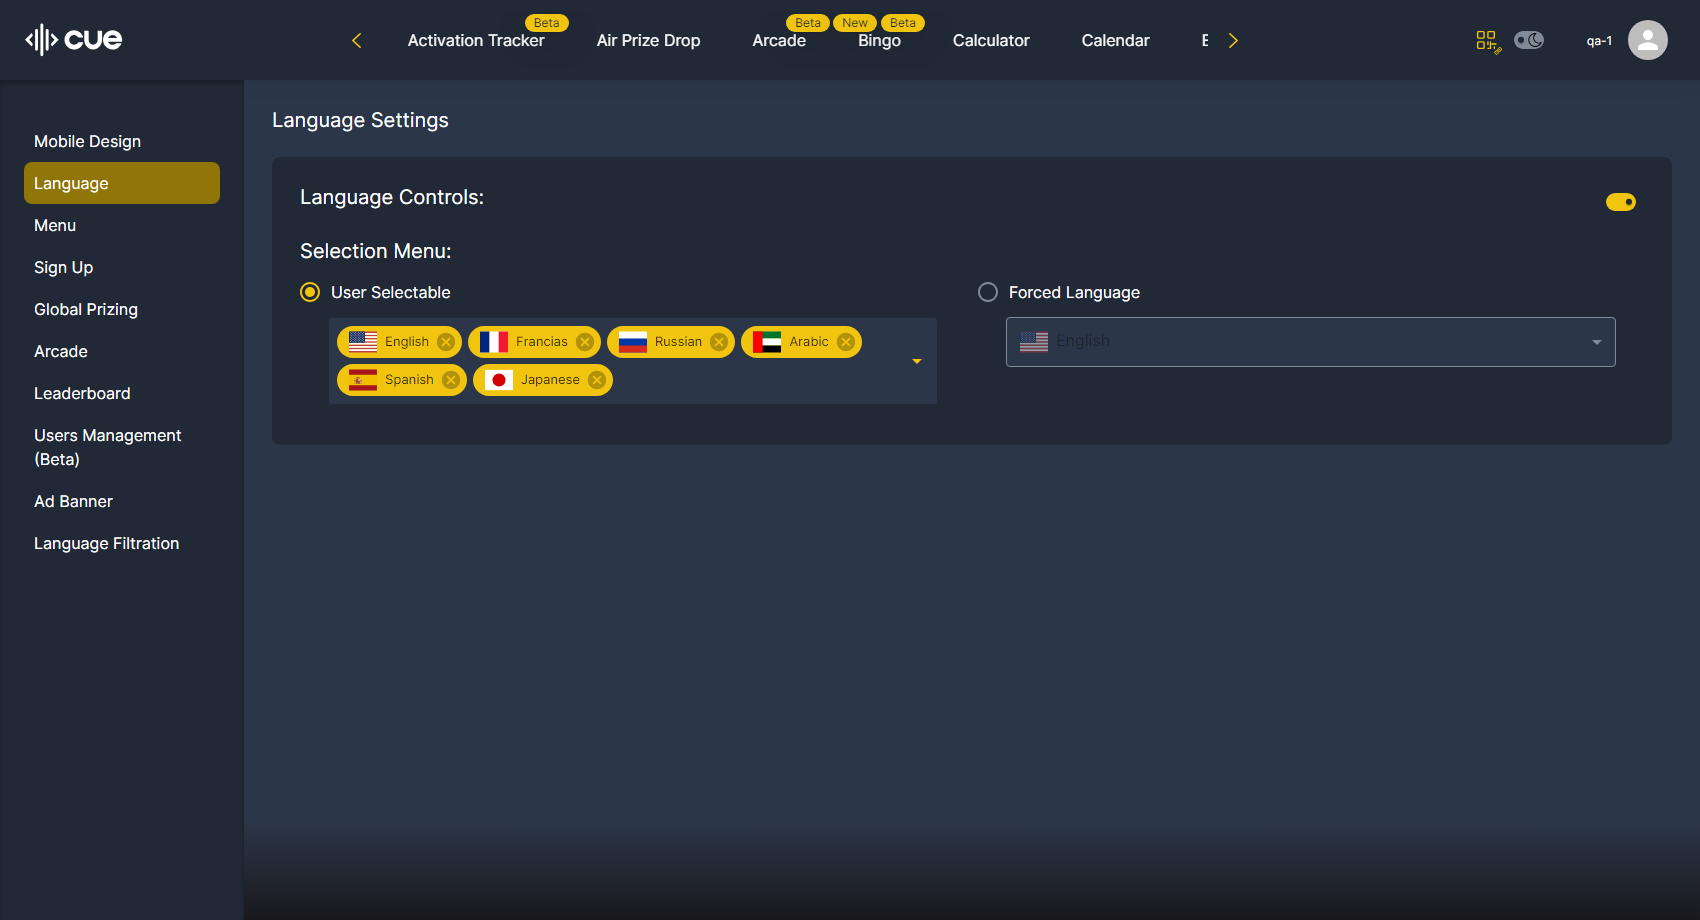 cue
Beta
Beta
New
Beta
Activation Tracker
Air Prize Drop
Arcade
Bingo
Calculator
Calendar
qa-1
Mobile Design
Language
Menu
Sign Up
Global Prizing
Arcade
Leaderboard
Users Management
(Beta)
Ad Banner
Language Filtration
Language Settings
Language Controls:
Selection Menu:
User Selectable
English
Francias
Russian
Arabic
Spanish
Japanese
Forced Language
English